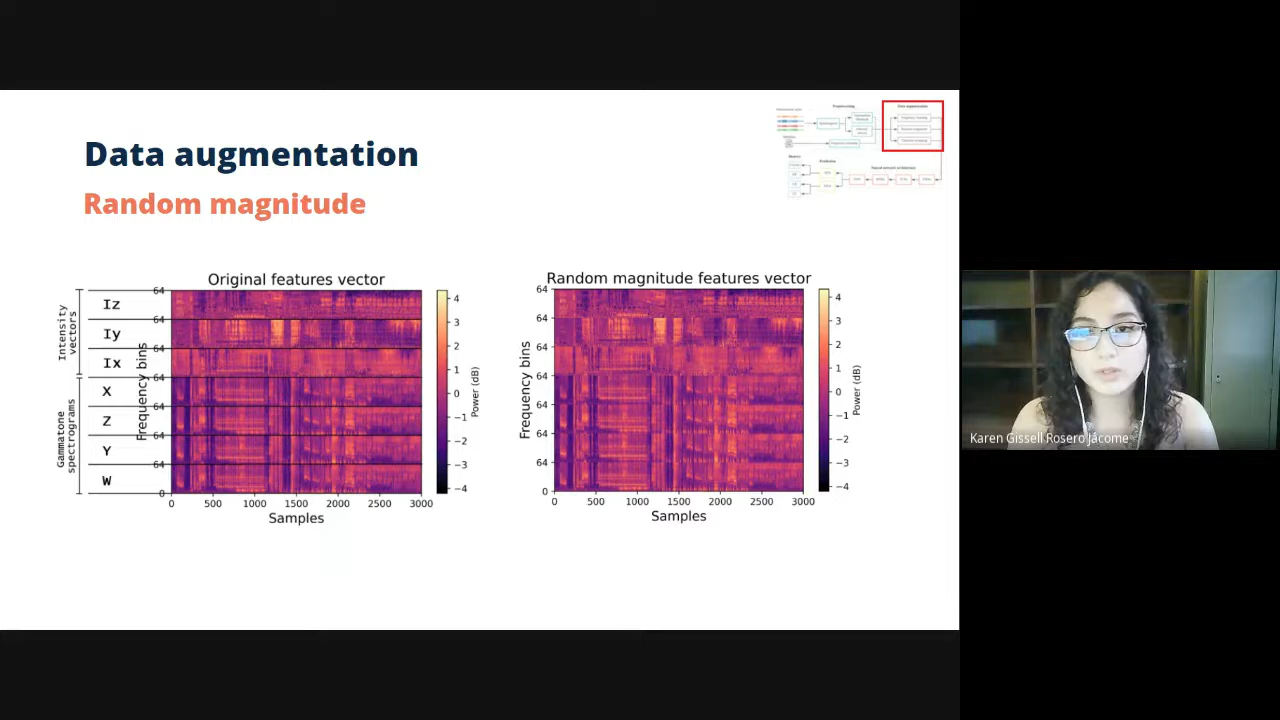 Data augmentation
Random magnitude
Preprocessing
Data augmentation
Original features vector
Intensity vectors
Gammatone spectrograms
Iz
Iy
Ix
X
Z
Y
W
Frequency bins
64
64
64
64
64
64
64
0
0
500
1000
1500
2000
2500
3000
Samples
4
3
2
1
0
−1
−2
−3
−4
Power (dB)
Random magnitude features vector
Frequency bins
64
64
64
64
64
64
64
0
0
500
1000
1500
2000
2500
3000
Samples
4
3
2
1
0
−1
−2
−3
−4
Power (dB)
Karen Gissell Rosero Jácome